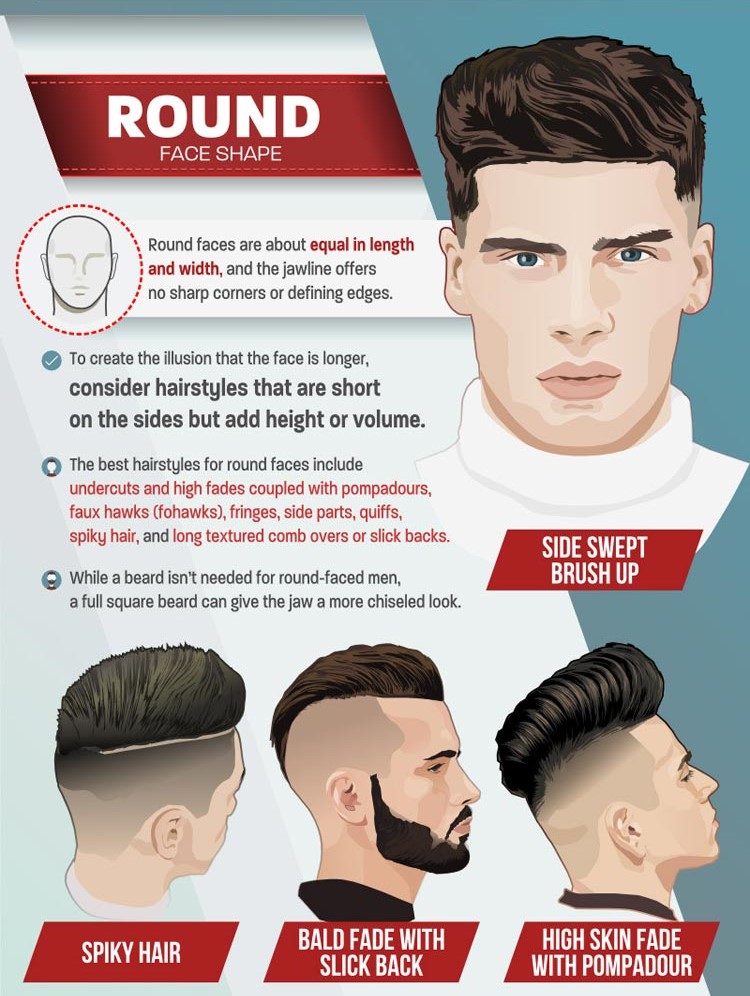 ROUND
FACE SHAPE
Round faces are about equal in length
and width, and the jawline offers
no sharp corners or defining edges.
To create the illusion that the face is longer,
consider hairstyles that are short
on the sides but add height or volume.
The best hairstyles for round faces include
undercuts and high fades coupled with pompadours,
faux hawks (fohawks), fringes, side parts, quiffs,
spiky hair, and long textured comb overs or slick backs.
While a beard isn't needed for round-faced men,
a full square beard can give the jaw a more chiseled look.
SIDE SWEPT
BRUSH UP
SPIKY HAIR
BALD FADE WITH
SLICK BACK
HIGH SKIN FADE
WITH POMPADOUR